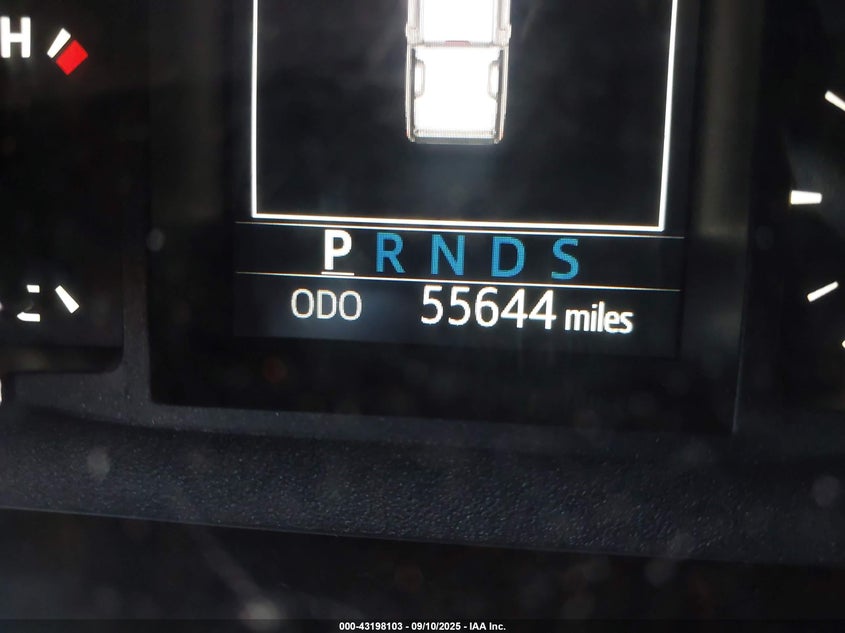 H
P R N D S
ODO 55644 miles
000-43198103 - 09/10/2025 - IAA Inc.